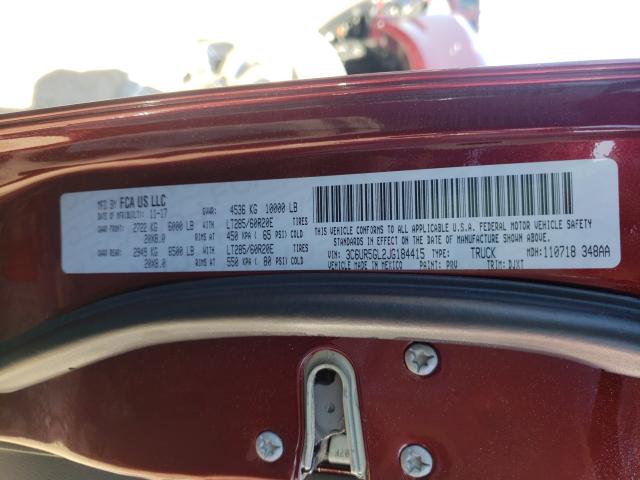 MFD BY FCA US LLC
DATE OF MFR(BUILT): 11-17 GVWR: 4536 KG 10000 LB
GAWR FRONT: 2722 KG 6000 LB WITH LT285/60R20E TIRES
20X8.0 RIMS AT 450 KPA ( 65 PSI) COLD
GAWR REAR: 2949 KG 6500 LB WITH LT285/60R20E TIRES
20X8.0 RIMS AT 550 KPA ( 80 PSI) COLD
THIS VEHICLE CONFORMS TO ALL APPLICABLE U.S.A. FEDERAL MOTOR VEHICLE SAFETY
STANDARDS IN EFFECT ON THE DATE OF MANUFACTURE SHOWN ABOVE.
VIN: 3C6UR5GL2JG184415 TYPE: TRUCK MDH: 110718 348AA
VEHICLE MADE IN MEXICO PAINT: PRV TRIM: DJXT